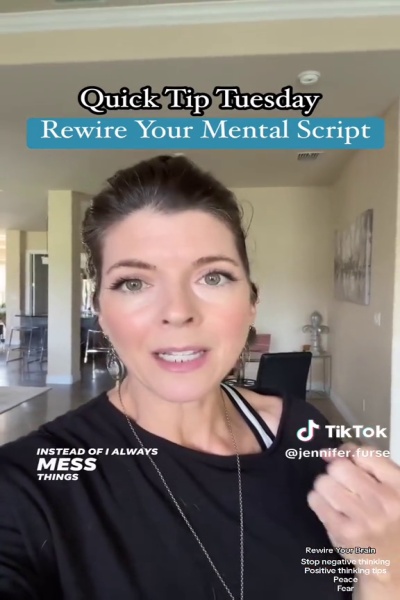 Quick Tip Tuesday
Rewire Your Mental Script
INSTEAD OF I ALWAYS
MESS
THINGS
TikTok
@jennifer.furse
Rewire Your Brain
Stop negative thinking
Positive thinking tips
Peace
Fear